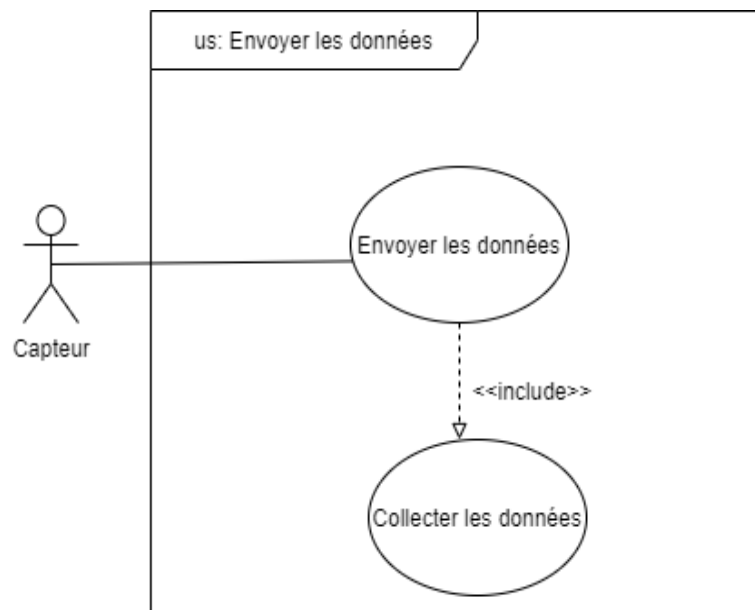 us: Envoyer les données
Envoyer les données
Capteur
<<include>>
Collecter les données